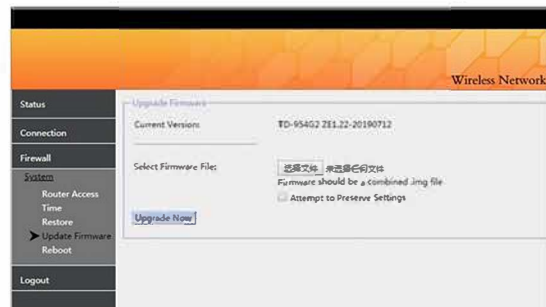 Wireless Network
Status
Connection
Firewall
System
Router Access
Time
Restore
Update Firmware
Reboot
Logout
Upgrade Firmware
Current Version: TD-954G2 ZE1.22-20190712
Select Firmware File: 选择文件 未选择任何文件
Firmware should be a combined .img file
Attempt to Preserve Settings
Upgrade Now